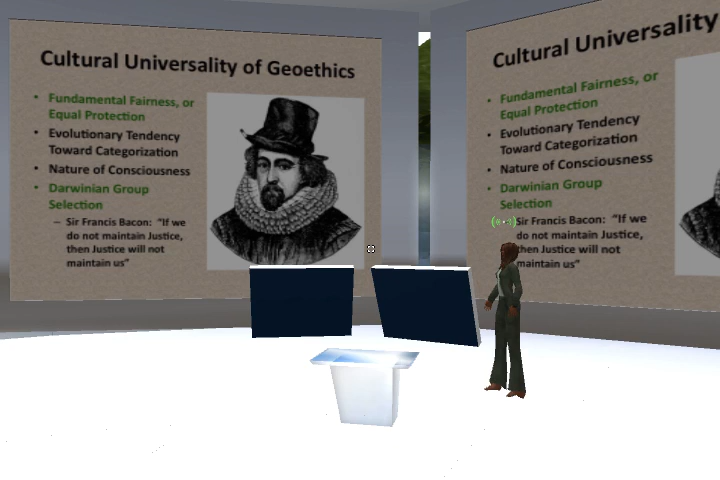 Cultural Universality of Geoethics
• Fundamental Fairness, or
Equal Protection
• Evolutionary Tendency
Toward Categorization
• Nature of Consciousness
• Darwinian Group
Selection
– Sir Francis Bacon: "If we
do not maintain Justice,
then Justice will not
maintain us"
Cultural Universality
• Fundamental Fairness, or
Equal Protection
• Evolutionary Tendency
Toward Categorization
• Nature of Consciousness
• Darwinian Group
Selection
Sir Francis Bacon: "If we
do not maintain Justice,
then Justice will not
maintain us"